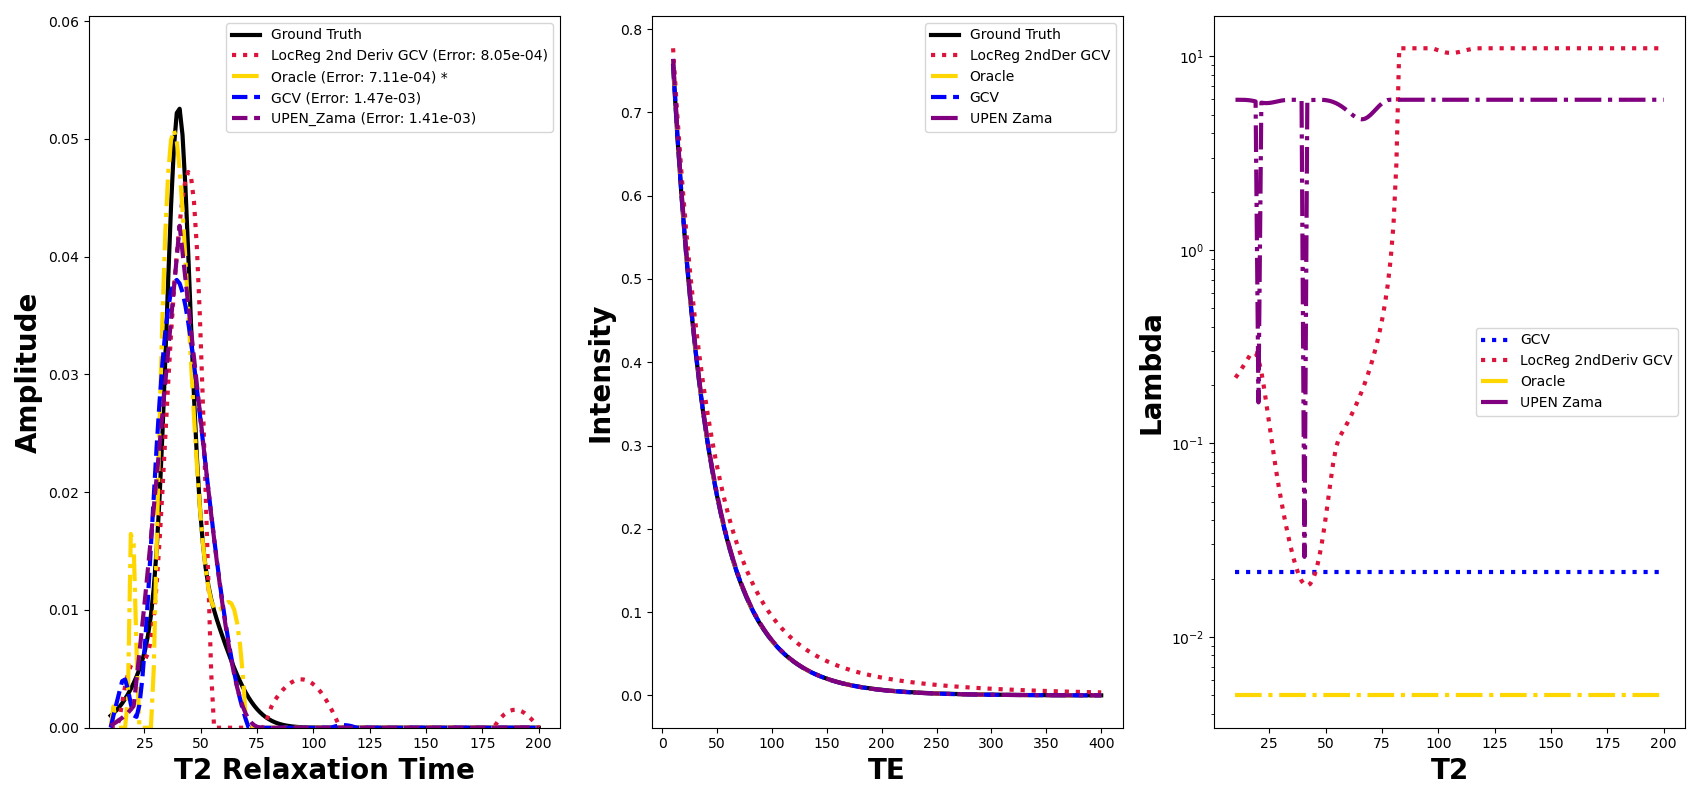 0.06
0.05
0.04
0.03
0.02
0.01
0.00
25 50 75 100 125 150 175 200
Amplitude
T2 Relaxation Time
Ground Truth
LocReg 2nd Deriv GCV (Error: 8.05e-04)
Oracle (Error: 7.11e-04) *
GCV (Error: 1.47e-03)
UPEN_Zama (Error: 1.41e-03)
0.8
0.7
0.6
0.5
0.4
0.3
0.2
0.1
0.0
0 50 100 150 200 250 300 350 400
Intensity
TE
Ground Truth
LocReg 2ndDer GCV
Oracle
GCV
UPEN Zama
10¹
10⁰
10⁻¹
10⁻²
25 50 75 100 125 150 175 200
Lambda
T2
GCV
LocReg 2ndDeriv GCV
Oracle
UPEN Zama